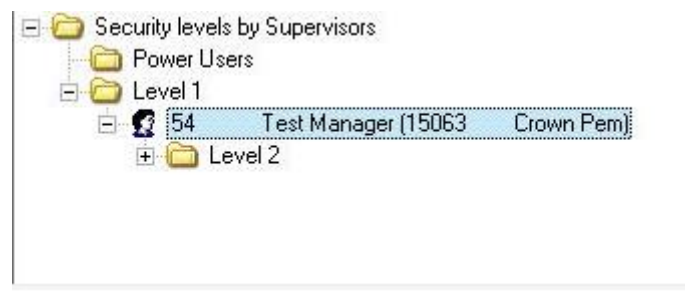 Security levels by Supervisors
Power Users
Level 1
54 Test Manager (15063 Crown Pem)
Level 2